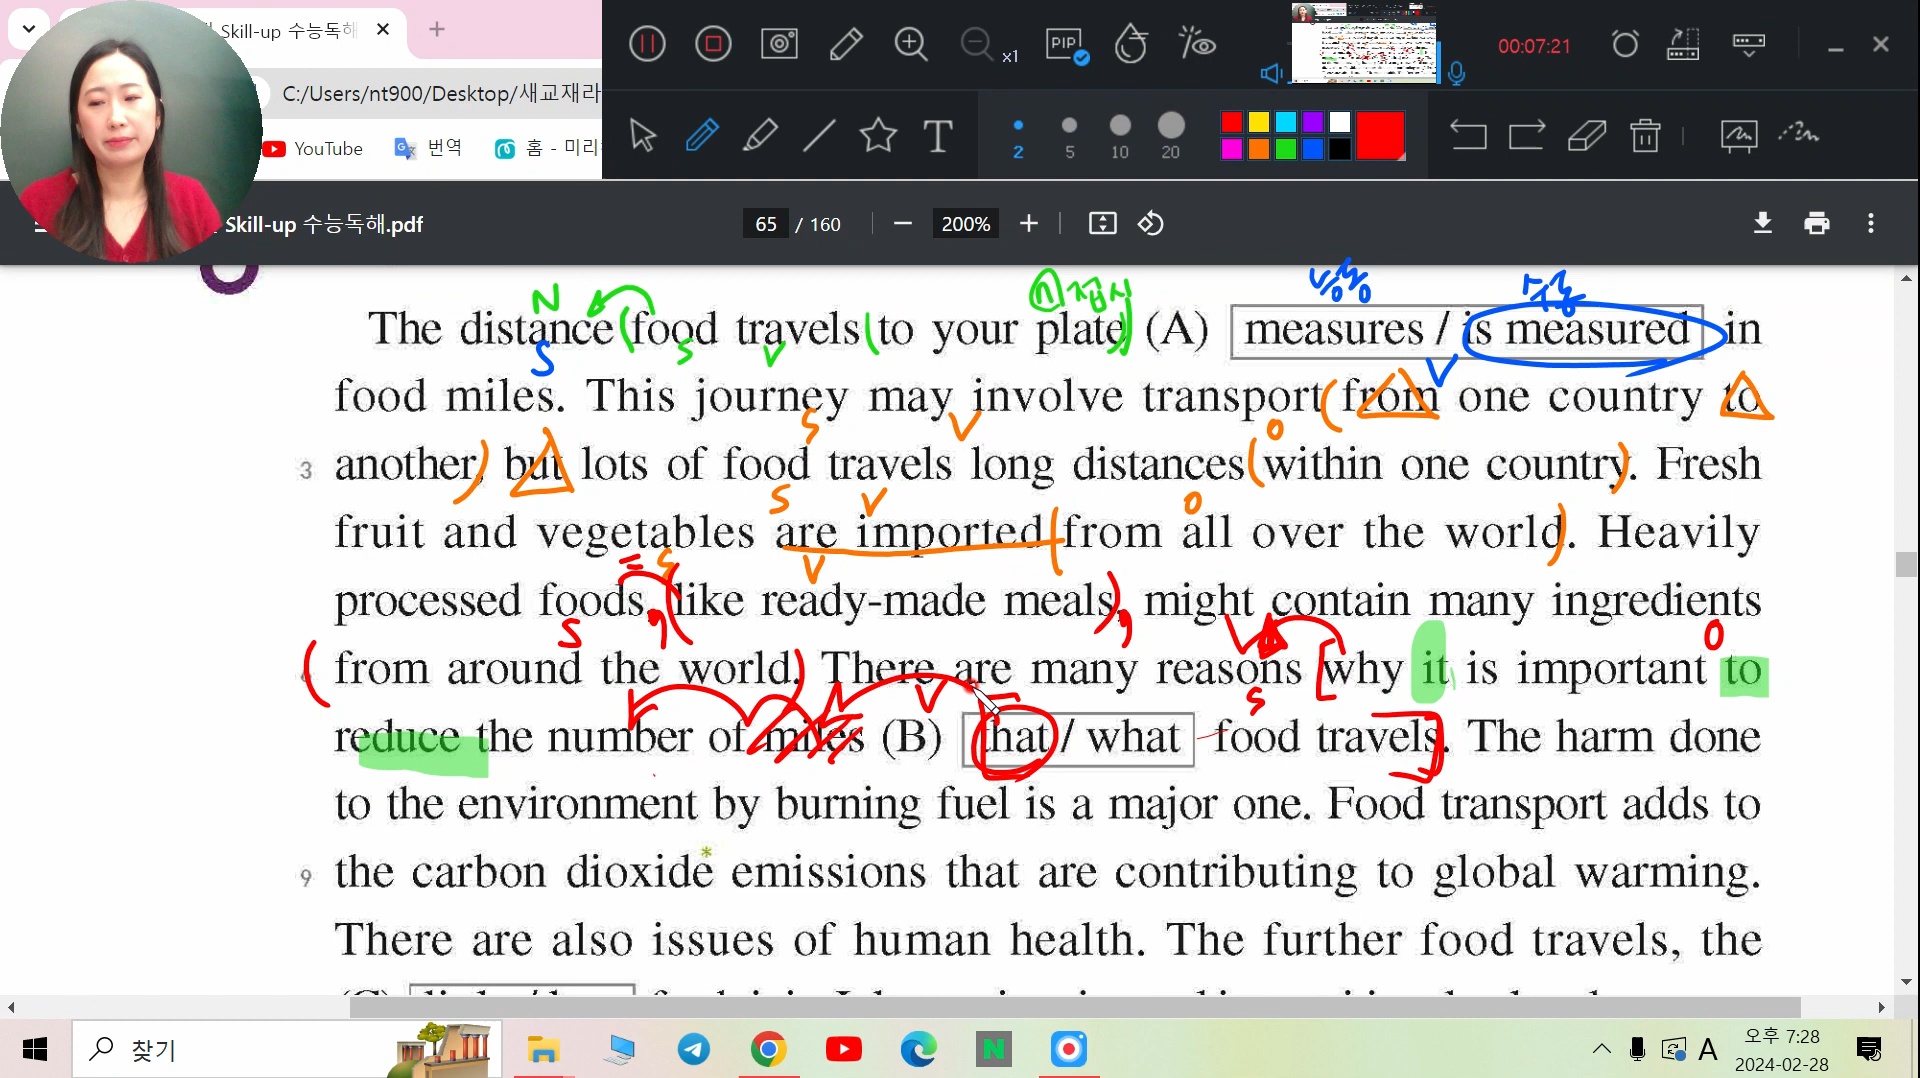 Skill-up 수능독해
x1
PIP
00:07:21
C:/Users/nt900/Desktop/새교재라
YouTube
번역
홈 - 미리
T
2
5
10
20
Skill-up 수능독해.pdf
65 / 160
200%
N
n 접시
능동
수동
The distance food travels to your plate (A) measures / is measured in
S
S
V
V
food miles. This journey may involve transport from one country to
S
V
O
3 another, but lots of food travels long distances within one country. Fresh
S
V
O
fruit and vegetables are imported from all over the world. Heavily
S
V
processed foods, like ready-made meals, might contain many ingredients
S
V
O
6 from around the world. There are many reasons why it is important to
V
S
reduce the number of miles (B) that / what food travels. The harm done
to the environment by burning fuel is a major one. Food transport adds to
9 the carbon dioxide* emissions that are contributing to global warming.
There are also issues of human health. The further food travels, the
찾기
N
A
오후 7:28
2024-02-28